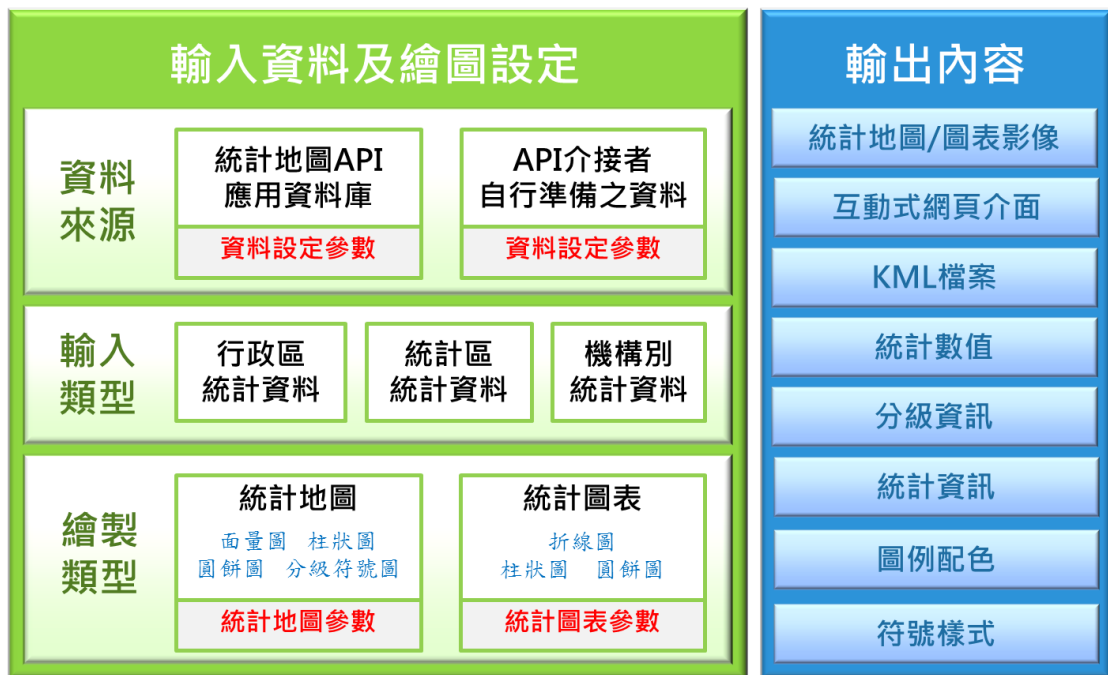 輸入資料及繪圖設定
資料
來源
統計地圖API
應用資料庫
資料設定參數
API介接者
自行準備之資料
資料設定參數
輸入
類型
行政區
統計資料
統計區
統計資料
機構別
統計資料
繪製
類型
統計地圖
面量圖 柱狀圖
圓餅圖 分級符號圖
統計地圖參數
統計圖表
折線圖
柱狀圖 圓餅圖
統計圖表參數
輸出內容
統計地圖/圖表影像
互動式網頁介面
KML檔案
統計數值
分級資訊
統計資訊
圖例配色
符號樣式